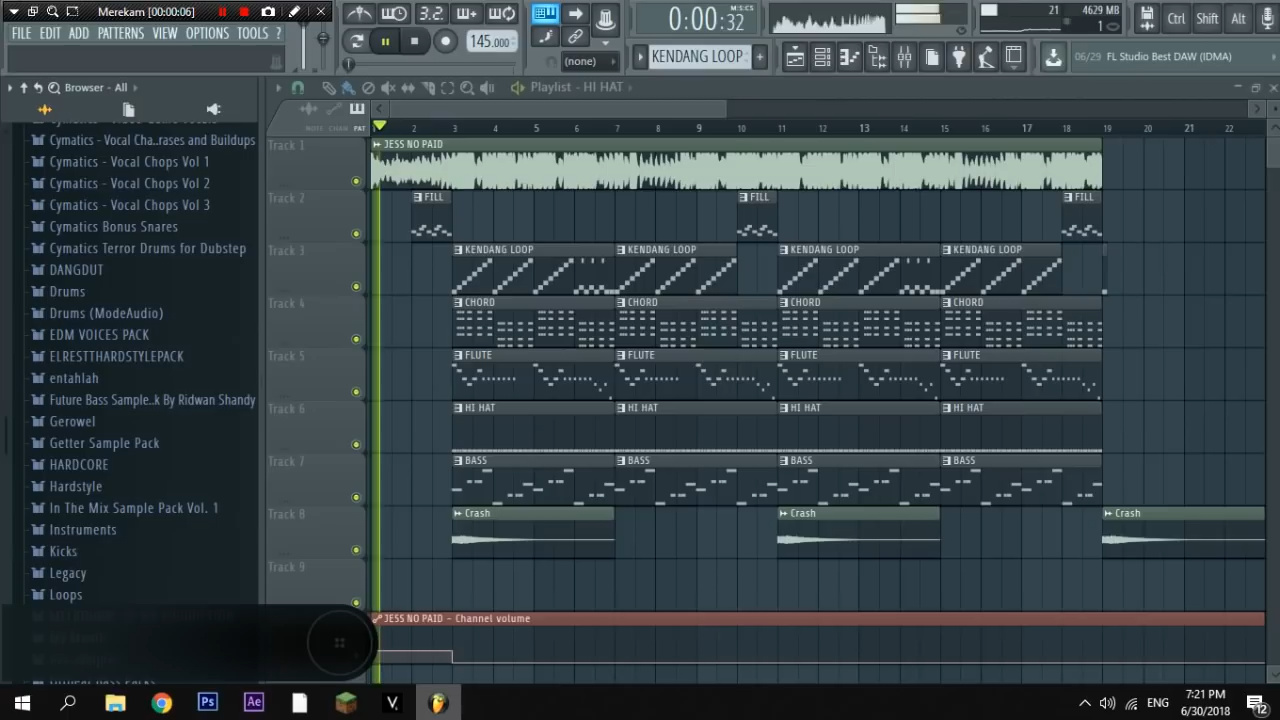 Merekam [00:00:06]
FILE EDIT ADD PATTERNS VIEW OPTIONS TOOLS ?
3.2
145.000
0:00:32
M:S:CS
(none)
KENDANG LOOP
21
4629 MB
1
Ctrl Shift Alt
06/29 FL Studio Best DAW (IDMA)
Browser - All
Playlist - HI HAT
NOTE CHAN PAT
2 3 4 5 6 7 8 9 10 11 12 13 14 15 16 17 18 19 20 21 22
Cymatics - Vocal Cha..rases and Buildups
Cymatics - Vocal Chops Vol 1
Cymatics - Vocal Chops Vol 2
Cymatics - Vocal Chops Vol 3
Cymatics Bonus Snares
Cymatics Terror Drums for Dubstep
DANGDUT
Drums
Drums (ModeAudio)
EDM VOICES PACK
ELRESTTHARDSTYLEPACK
entahlah
Future Bass Sample..k By Ridwan Shandy
Gerowel
Getter Sample Pack
HARDCORE
Hardstyle
In The Mix Sample Pack Vol. 1
Instruments
Kicks
Legacy
Loops
Track 1
JESS NO PAID
Track 2
FILL FILL FILL
Track 3
KENDANG LOOP KENDANG LOOP KENDANG LOOP KENDANG LOOP
Track 4
CHORD CHORD CHORD CHORD
Track 5
FLUTE FLUTE FLUTE FLUTE
Track 6
HI HAT HI HAT HI HAT HI HAT
Track 7
BASS BASS BASS BASS
Track 8
Crash Crash Crash
Track 9
JESS NO PAID - Channel volume
Ps Ae V
ENG
7:21 PM
6/30/2018
12